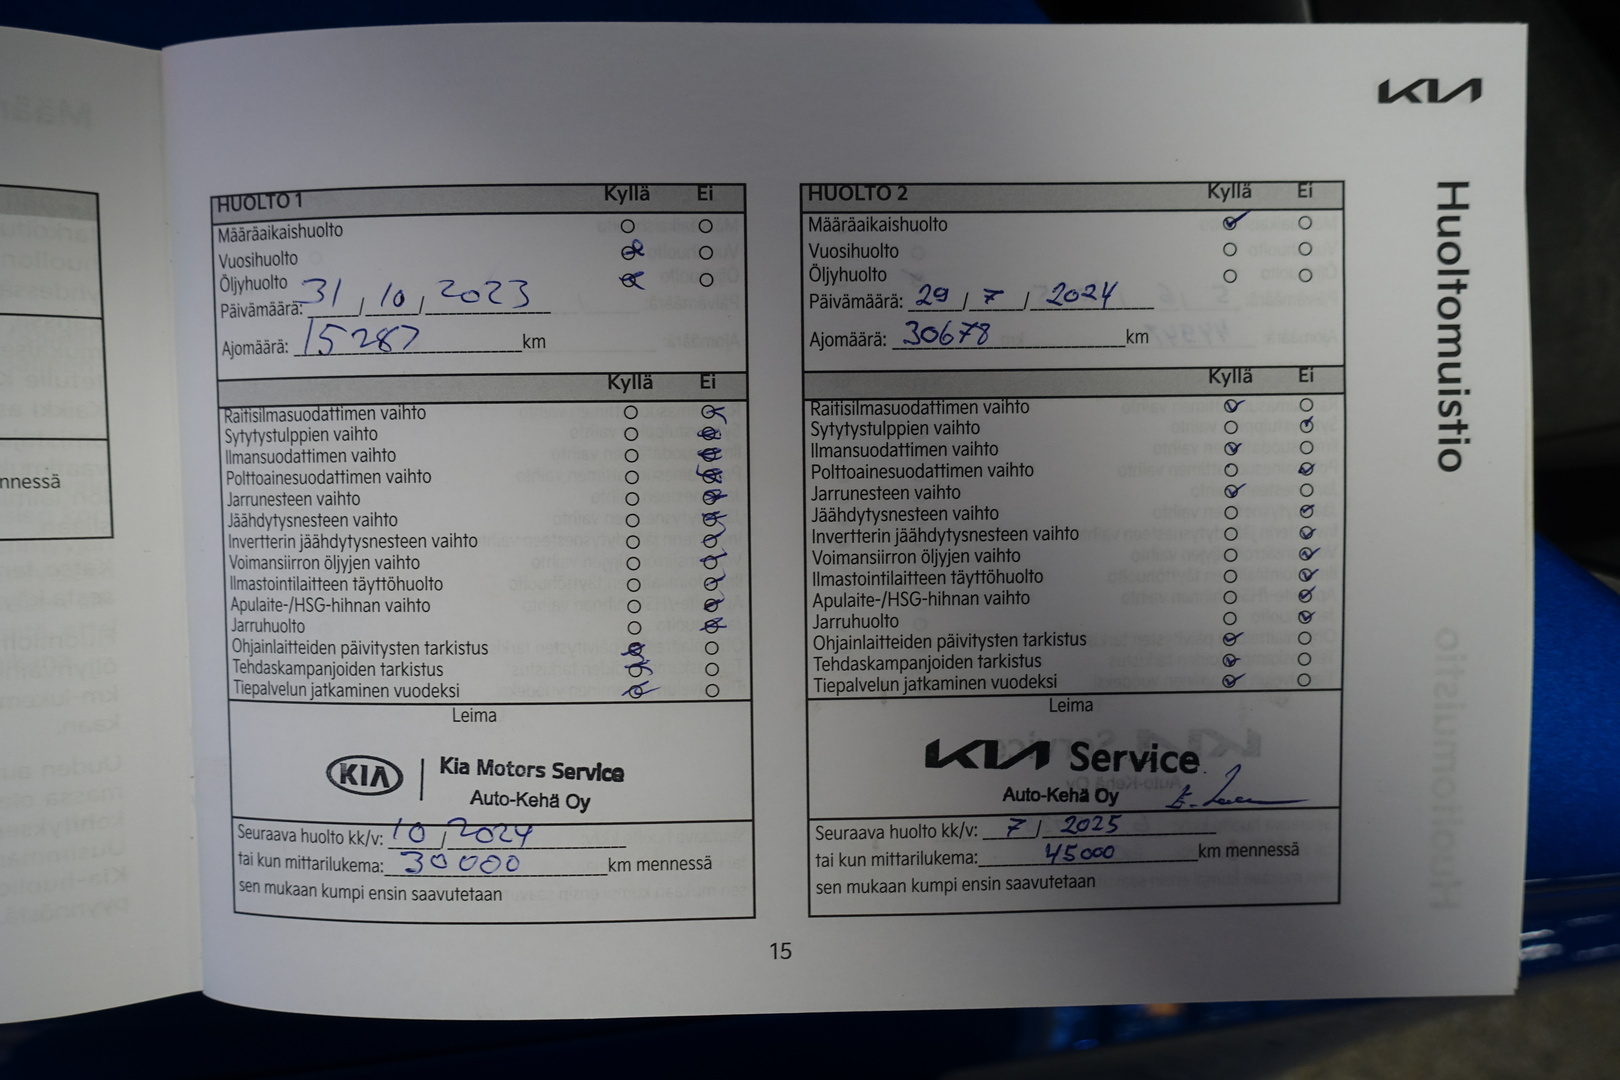 KIA
Huoltomuistio
nnessä
HUOLTO 1 Kyllä Ei
Määräaikaishuolto
Vuosihuolto
Öljyhuolto
Päivämäärä: 31 / 10 / 2023
Ajomäärä: 15287 km
Kyllä Ei
Raitisilmasuodattimen vaihto
Sytytystulppien vaihto
Ilmansuodattimen vaihto
Polttoainesuodattimen vaihto
Jarrunesteen vaihto
Jäähdytysnesteen vaihto
Invertterin jäähdytysnesteen vaihto
Voimansiirron öljyjen vaihto
Ilmastointilaitteen täyttöhuolto
Apulaite-/HSG-hihnan vaihto
Jarruhuolto
Ohjainlaitteiden päivitysten tarkistus
Tehdaskampanjoiden tarkistus
Tiepalvelun jatkaminen vuodeksi
Leima
KIA | Kia Motors Service
Auto-Kehä Oy
Seuraava huolto kk/v: 10 / 2024
tai kun mittarilukema: 30000 km mennessä
sen mukaan kumpi ensin saavutetaan
HUOLTO 2 Kyllä Ei
Määräaikaishuolto
Vuosihuolto
Öljyhuolto
Päivämäärä: 29 / 7 / 2024
Ajomäärä: 30678 km
Kyllä Ei
Raitisilmasuodattimen vaihto
Sytytystulppien vaihto
Ilmansuodattimen vaihto
Polttoainesuodattimen vaihto
Jarrunesteen vaihto
Jäähdytysnesteen vaihto
Invertterin jäähdytysnesteen vaihto
Voimansiirron öljyjen vaihto
Ilmastointilaitteen täyttöhuolto
Apulaite-/HSG-hihnan vaihto
Jarruhuolto
Ohjainlaitteiden päivitysten tarkistus
Tehdaskampanjoiden tarkistus
Tiepalvelun jatkaminen vuodeksi
Leima
KIA Service
Auto-Kehä Oy
Seuraava huolto kk/v: 7 / 2025
tai kun mittarilukema: 45000 km mennessä
sen mukaan kumpi ensin saavutetaan
15